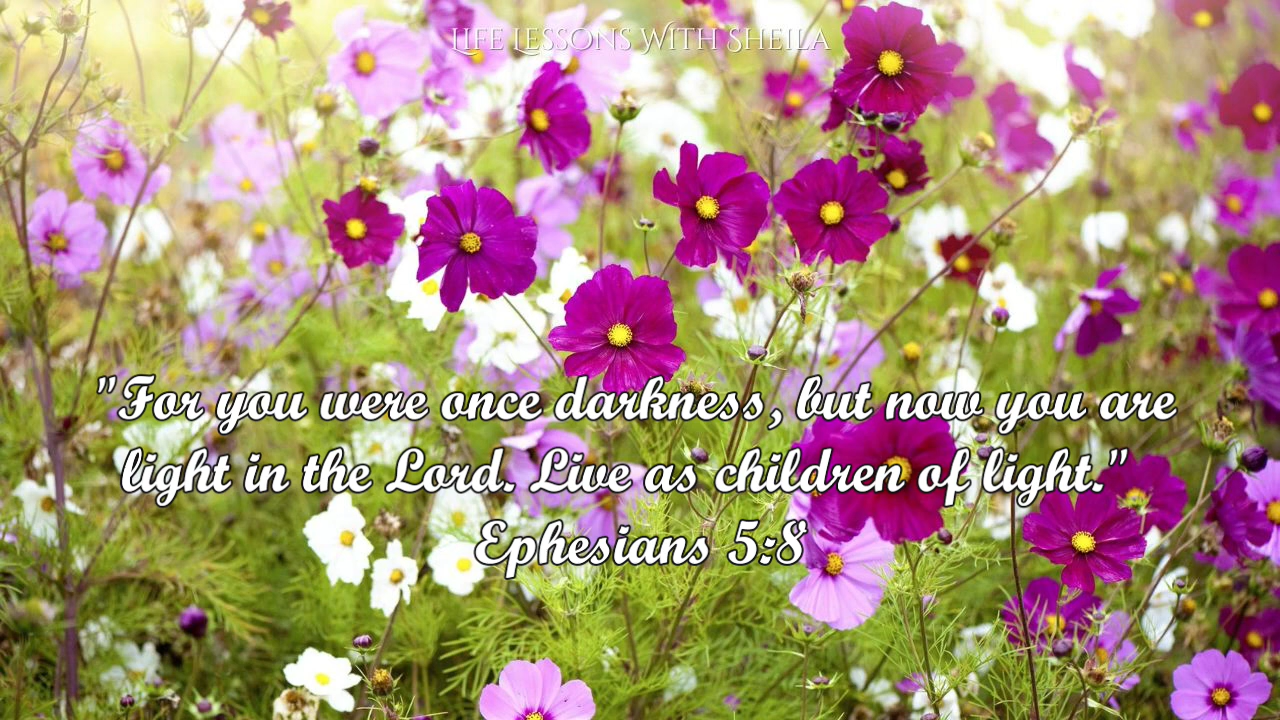 Life Lessons With Sheila
"For you were once darkness, but now you are
light in the Lord. Live as children of light."
Ephesians 5:8